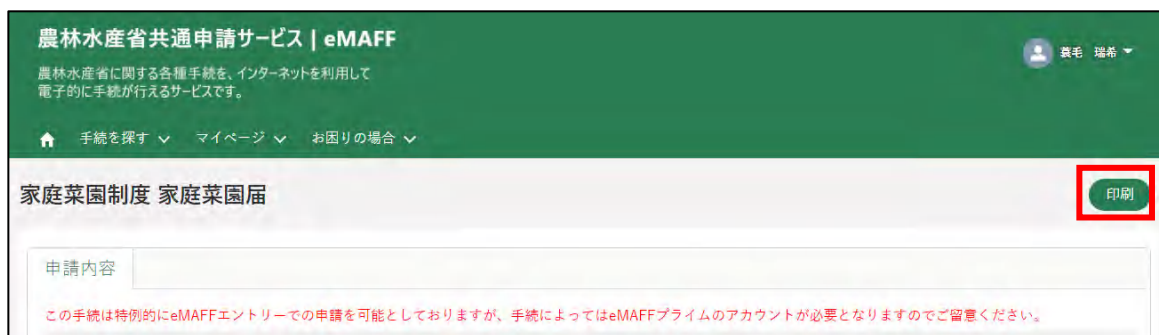 農林水産省共通申請サービス | eMAFF
農林水産省に関する各種手続を、インターネットを利用して
電子的に手続が行えるサービスです。
蓑毛 瑞希
手続を探す マイページ お困りの場合
家庭菜園制度 家庭菜園届
印刷
申請内容
この手続は特例的にeMAFFエントリーでの申請を可能としておりますが、手続によってはeMAFFプライムのアカウントが必要となりますのでご留意ください。